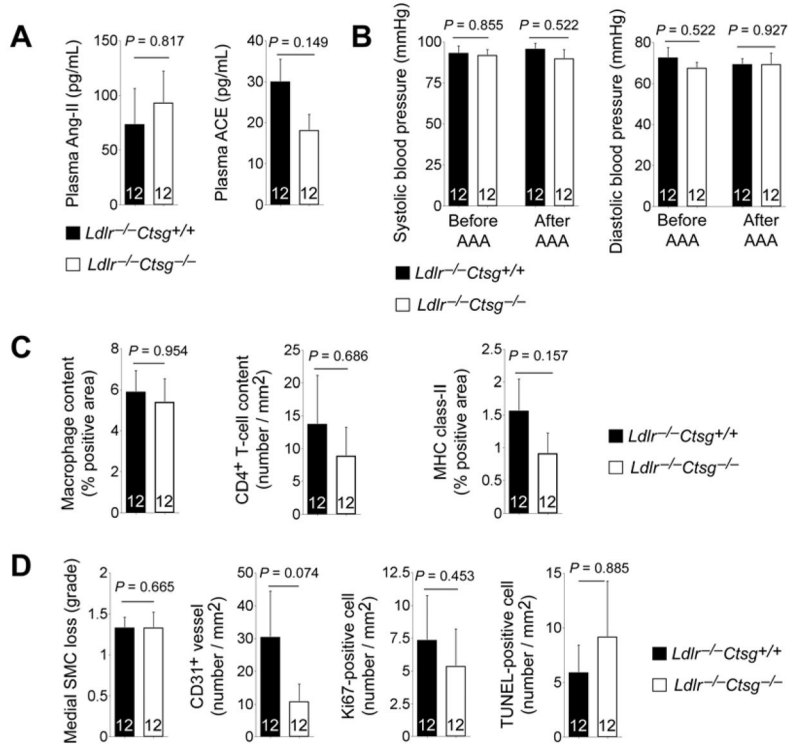 A
P = 0.817
Plasma Ang-II (pg/mL)
150
100
50
0
12
12
P = 0.149
Plasma ACE (pg/mL)
40
30
20
10
0
12
12
Ldlr−/−Ctsg+/+
Ldlr−/−Ctsg−/−
B
P = 0.855
P = 0.522
Systolic blood pressure (mmHg)
100
75
50
25
0
12
12
12
12
Before
AAA
After
AAA
P = 0.522
P = 0.927
Diastolic blood pressure (mmHg)
80
60
40
20
0
12
12
12
12
Before
AAA
After
AAA
Ldlr−/−Ctsg+/+
Ldlr−/−Ctsg−/−
C
P = 0.954
Macrophage content
(% positive area)
8
6
4
2
0
12
12
P = 0.686
CD4+ T-cell content
(number / mm2)
25
20
15
10
5
0
12
12
P = 0.157
MHC class-II
(% positive area)
2.5
2
1.5
1
0.5
0
12
12
Ldlr−/−Ctsg+/+
Ldlr−/−Ctsg−/−
D
P = 0.665
Medial SMC loss (grade)
2
1.5
1
0.5
0
12
12
P = 0.074
CD31+ vessel
(number / mm2)
50
40
30
20
10
0
12
12
P = 0.453
Ki67-positive cell
(number / mm2)
12.5
10
7.5
5
2.5
0
12
12
P = 0.885
TUNEL-positive cell
(number / mm2)
15
10
5
0
12
12
Ldlr−/−Ctsg+/+
Ldlr−/−Ctsg−/−